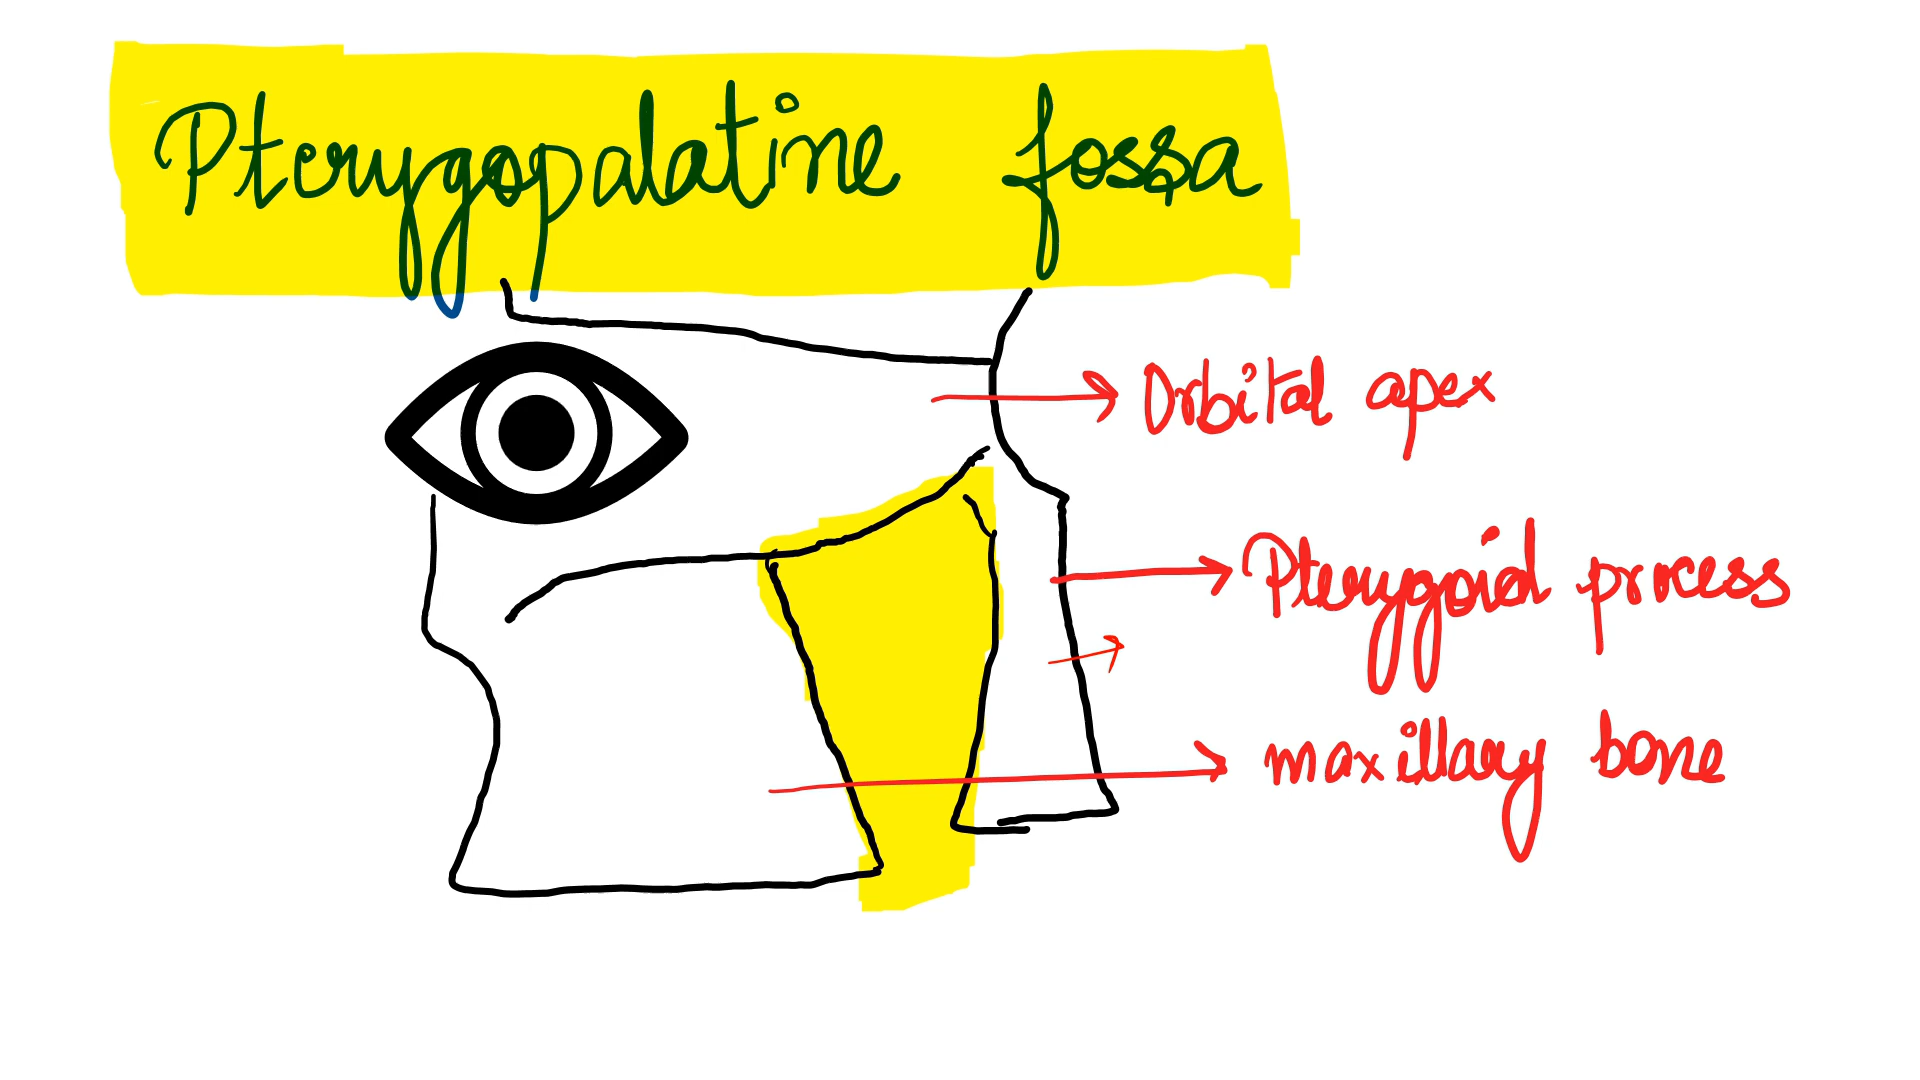 Pterygopalatine fossa
Orbital apex
Pterygoid process
maxillary bone